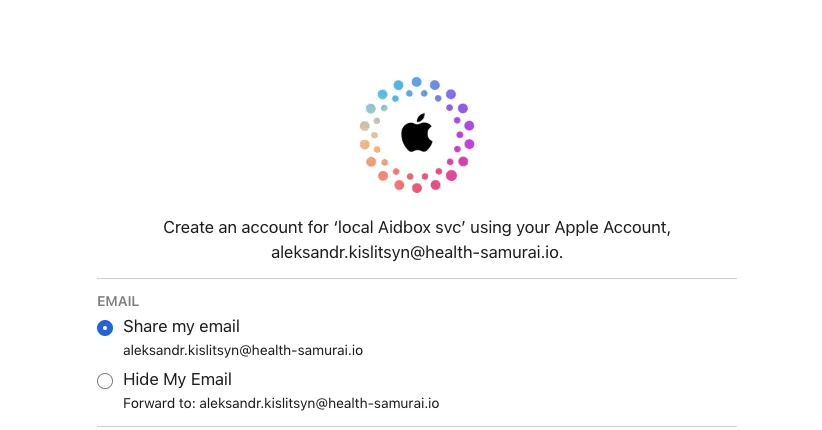 Create an account for ‘local Aidbox svc’ using your Apple Account,
aleksandr.kislitsyn@health-samurai.io.
EMAIL
Share my email
aleksandr.kislitsyn@health-samurai.io
Hide My Email
Forward to: aleksandr.kislitsyn@health-samurai.io